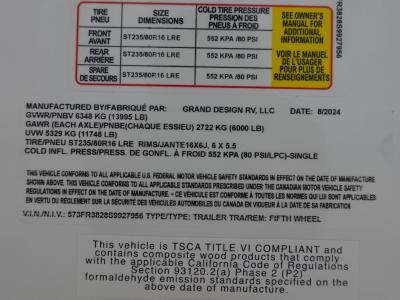 TIRE
PNEU
SIZE
DIMENSIONS
COLD TIRE PRESSURE
PRESSION DES
PNEUS À FROID
SEE OWNER'S
MANUAL FOR
ADDITIONAL
INFORMATION
VOIR LE MANUEL
DE L'USAGER
POUR PLUS DE
RENSEIGNEMENTS
FRONT
AVANT
ST235/80R16 LRE
552 KPA /80 PSI
REAR
ARRIÈRE
ST235/80R16 LRE
552 KPA /80 PSI
SPARE
DE SECOURS
ST235/80R16 LRE
552 KPA /80 PSI
FR3828S9927956
MANUFACTURED BY/FABRIQUÉ PAR: GRAND DESIGN RV, LLC DATE: 8/2024
GVWR/PNBV 6348 KG (13995 LB)
GAWR (EACH AXLE)/PNBE(CHAQUE ESSIEU) 2722 KG (6000 LB)
UVW 5329 KG (11748 LB)
TIRE/PNEU ST235/80R16 LRE RIMS/JANTE16X6J, 6 X 5.5
COLD INFL. PRESS/PRESS. DE GONFL. À FROID 552 KPA (80 PSI/LPC)-SINGLE
THIS VEHICLE CONFORMS TO ALL APPLICABLE U.S. FEDERAL MOTOR VEHICLE SAFETY STANDARDS IN EFFECT ON THE DATE OF MANUFACTURE
SHOWN ABOVE. THIS VEHICLE CONFORMS TO ALL APPLICABLE STANDARDS PRESCRIBED UNDER THE CANADIAN MOTOR VEHICLE SAFETY
REGULATIONS IN EFFECT ON THE DATE OF MANUFACTURE. - CE VÉHICULE EST CONFORME À TOUTES LES NORMES QUI LUI SONT APPLICABLES
EN VERTU DU RÈGLEMENT SUR LA SÉCURITÉ DES VÉHICULES AUTOMOBILES DU CANADA EN VIGUEUR À LA DATE DE SA FABRICATION
V.I.N./N.I.V.: 573FR3828S9927956 TYPE/TYPE: TRAILER TRA/REM: FIFTH WHEEL
This vehicle is TSCA TITLE VI COMPLIANT and
contains composite wood products that comply
with the applicable California Code of Regulations
Section 93120.2(a) Phase 2 (P2)
formaldehyde emission standards specified on the
above date of manufacture.